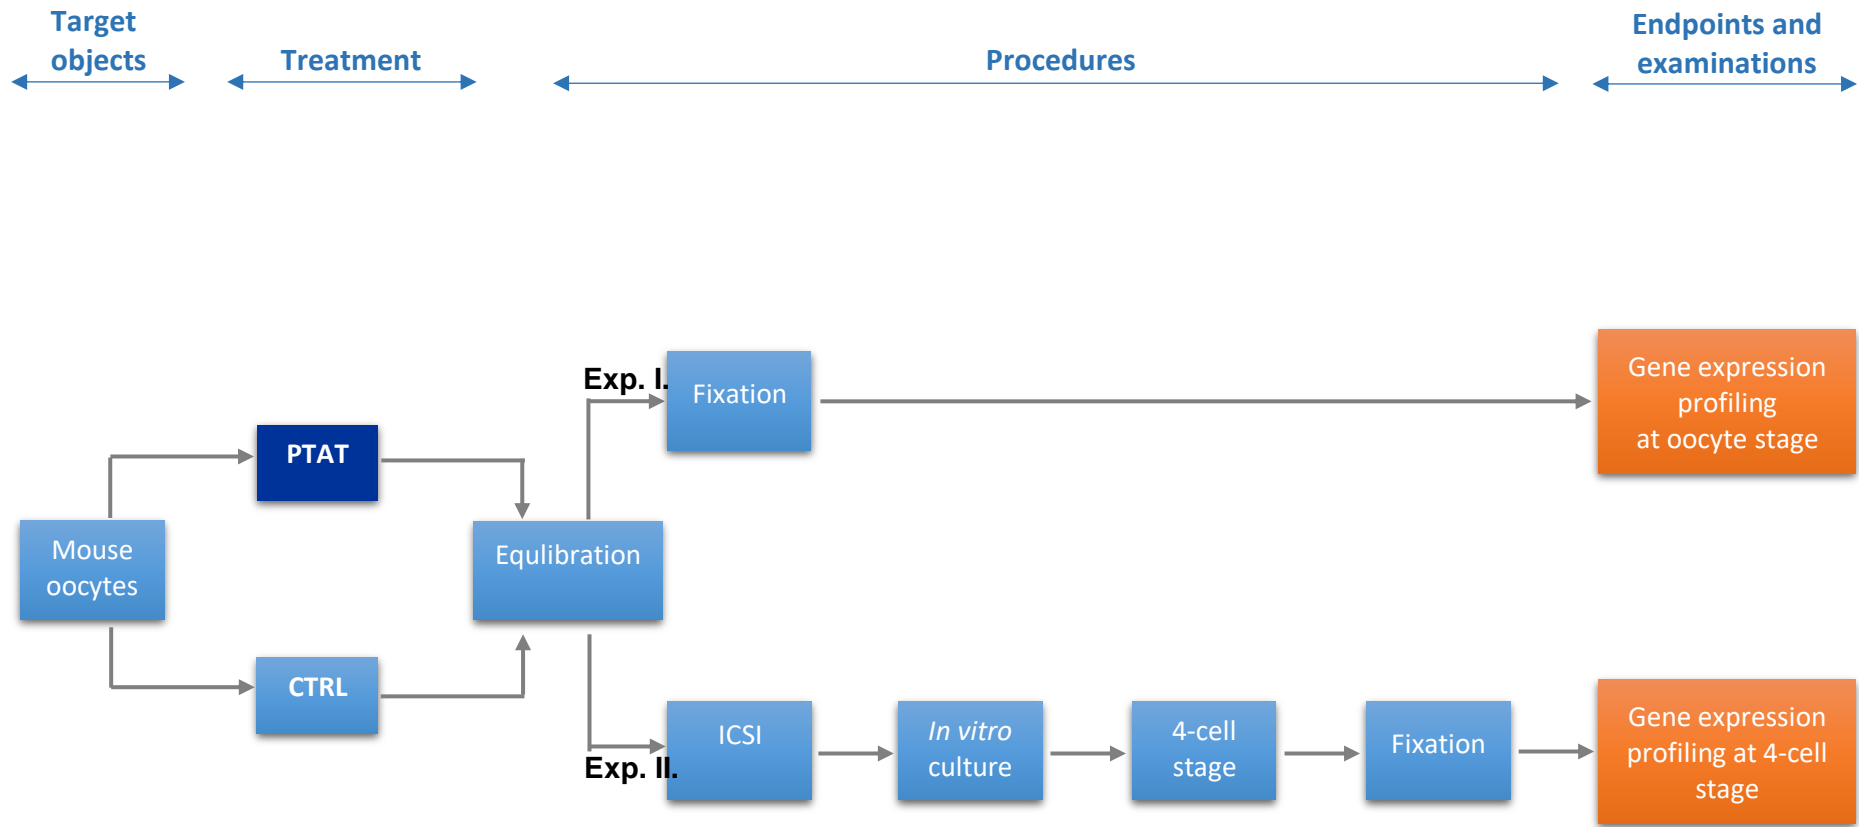 Target
objects
Treatment
Procedures
Endpoints and
examinations
Exp. I.
Fixation
Gene expression
profiling
at oocyte stage
PTAT
Mouse
oocytes
Equlibration
CTRL
Exp. II.
ICSI
In vitro
culture
4-cell
stage
Fixation
Gene expression
profiling at 4-cell
stage